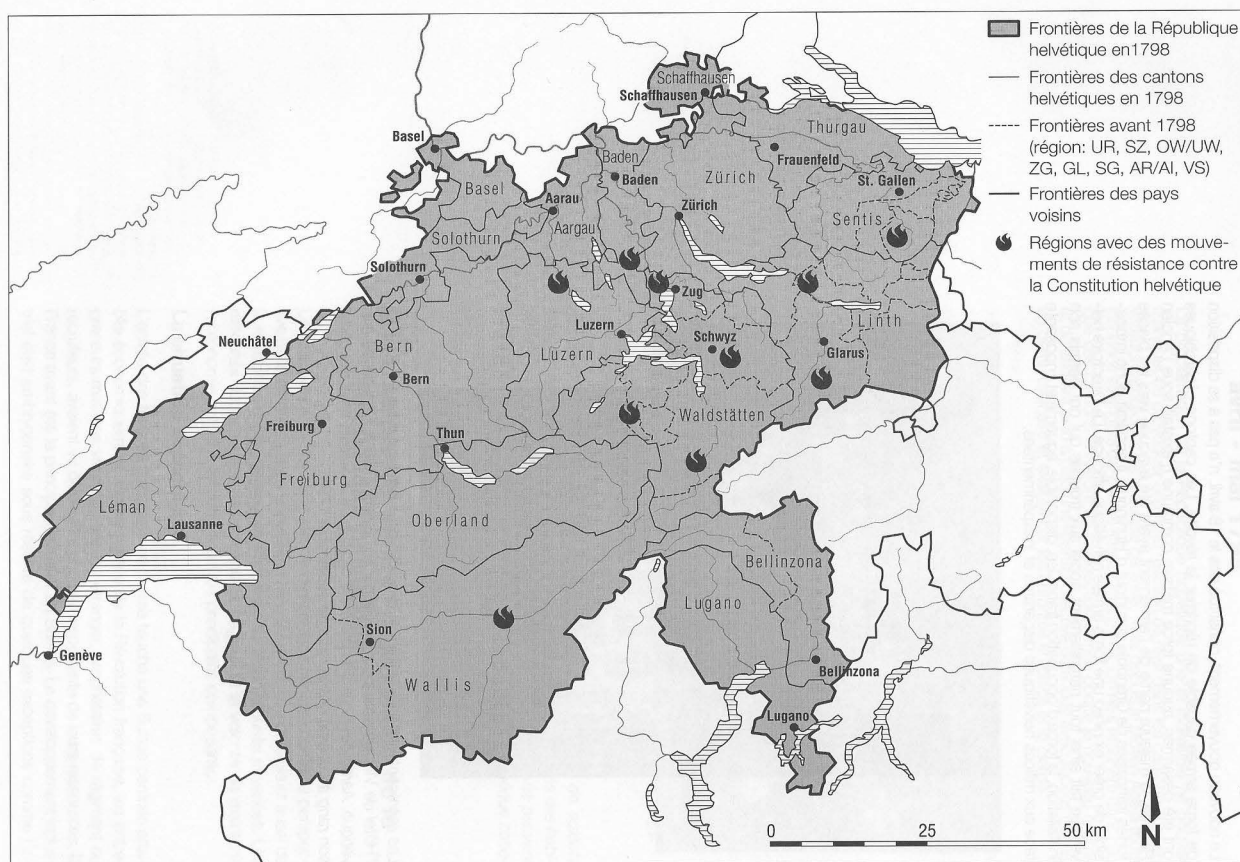 Frontières de la République
helvétique en1798
Frontières des cantons
helvétiques en 1798
Frontières avant 1798
(région: UR, SZ, OW/UW,
ZG, GL, SG, AR/AI, VS)
Frontières des pays
voisins
Régions avec des mouve-
ments de résistance contre
la Constitution helvétique
Schaffhausen
Schaffhausen
Thurgau
Basel
Baden
Frauenfeld
Baden
Zürich
St. Gallen
Basel
Aarau
Zürich
Sentis
Aargau
Solothurn
Solothurn
Zug
Linth
Luzern
Schwyz
Neuchâtel
Bern
Luzern
Glarus
Bern
Waldstätten
Freiburg
Thun
Freiburg
Léman
Oberland
Lausanne
Bellinzona
Lugano
Sion
Genève
Bellinzona
Wallis
Lugano
0 25 50 km
N